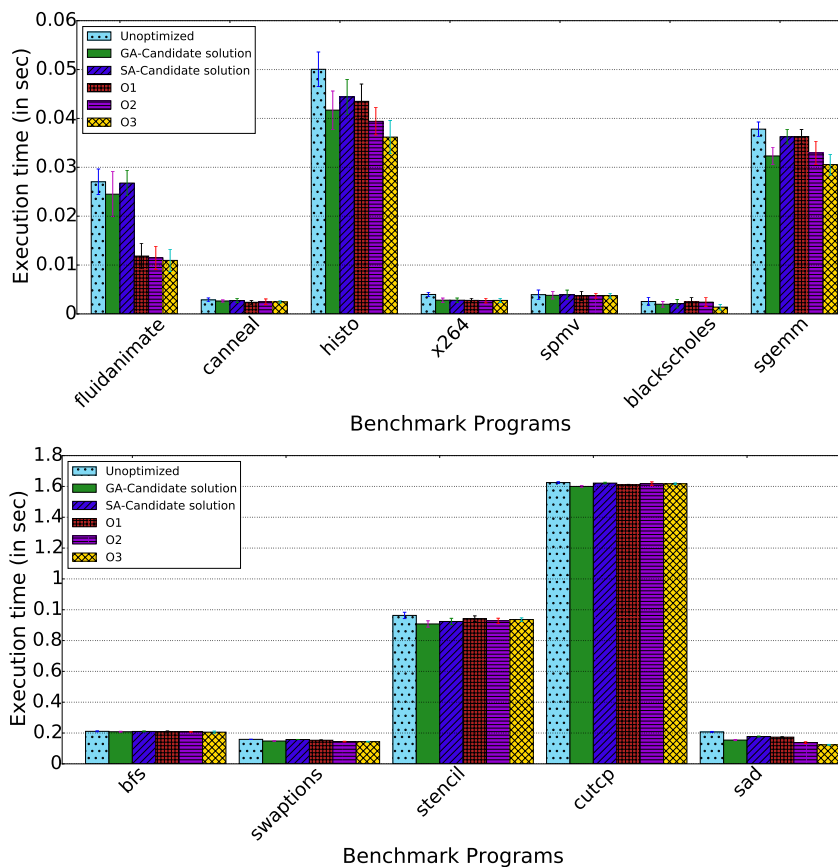 0.06
0.05
0.04
0.03
0.02
0.01
0
Execution time (in sec)
Unoptimized
GA-Candidate solution
SA-Candidate solution
O1
O2
O3
fluidanimate
canneal
histo
x264
spmv
blackscholes
sgemm
Benchmark Programs
1.8
1.6
1.4
1.2
1
0.1
0.8
0.6
0.4
0.2
0
Execution time (in sec)
Unoptimized
GA-Candidate solution
SA-Candidate solution
O1
O2
O3
bfs
swaptions
stencil
cutcp
sad
Benchmark Programs